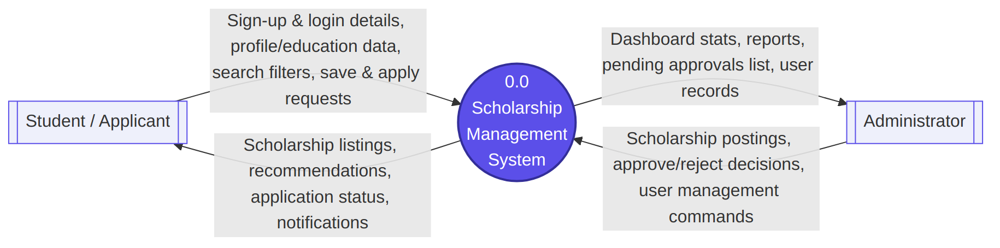 Sign-up & login details,
profile/education data,
search filters, save & apply
requests
Dashboard stats, reports,
pending approvals list, user
records
Student / Applicant
0.0
Scholarship
Management
System
Administrator
Scholarship listings,
recommendations,
application status,
notifications
Scholarship postings,
approve/reject decisions,
user management
commands